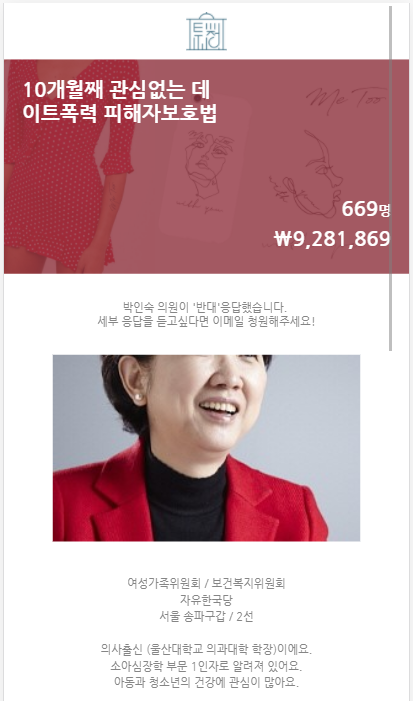 투정
10개월째 관심없는 데
이트폭력 피해자보호법
Me Too
669명
₩9,281,869
박인숙 의원이 '반대'응답했습니다.
세부 응답을 듣고싶다면 이메일 청원해주세요!
여성가족위원회 / 보건복지위원회
자유한국당
서울 송파구갑 / 2선
의사출신 (울산대학교 의과대학 학장)이에요.
소아심장학 부문 1인자로 알려져 있어요.
아동과 청소년의 건강에 관심이 많아요.